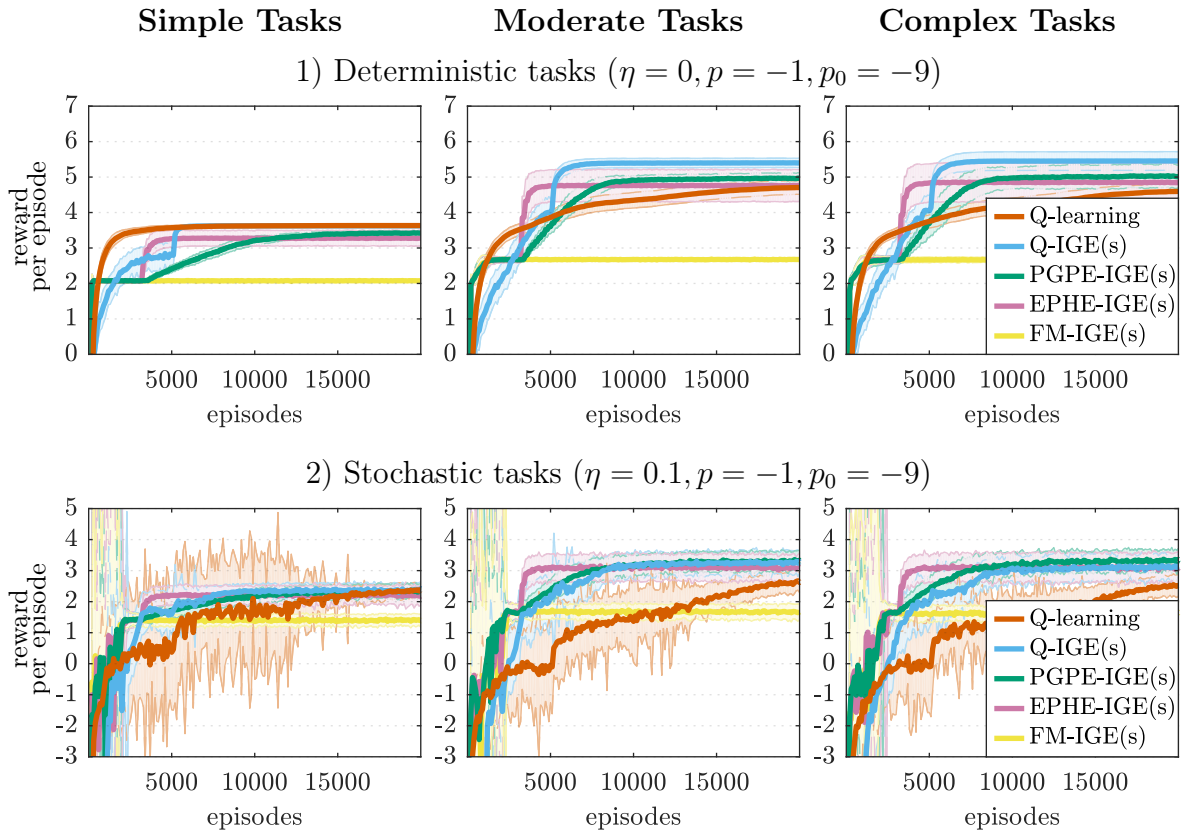 Simple Tasks Moderate Tasks Complex Tasks
1) Deterministic tasks (η = 0, p = −1, p₀ = −9)
reward
per episode
7
6
5
4
3
2
1
0
5000 10000 15000
episodes
7
6
5
4
3
2
1
0
5000 10000 15000
episodes
7
6
5
4
3
2
1
0
5000 10000 15000
episodes
Q-learning
Q-IGE(s)
PGPE-IGE(s)
EPHE-IGE(s)
FM-IGE(s)
2) Stochastic tasks (η = 0.1, p = −1, p₀ = −9)
reward
per episode
5
4
3
2
1
0
-1
-2
-3
5000 10000 15000
episodes
5
4
3
2
1
0
-1
-2
-3
5000 10000 15000
episodes
5
4
3
2
1
0
-1
-2
-3
5000 10000 15000
episodes
Q-learning
Q-IGE(s)
PGPE-IGE(s)
EPHE-IGE(s)
FM-IGE(s)